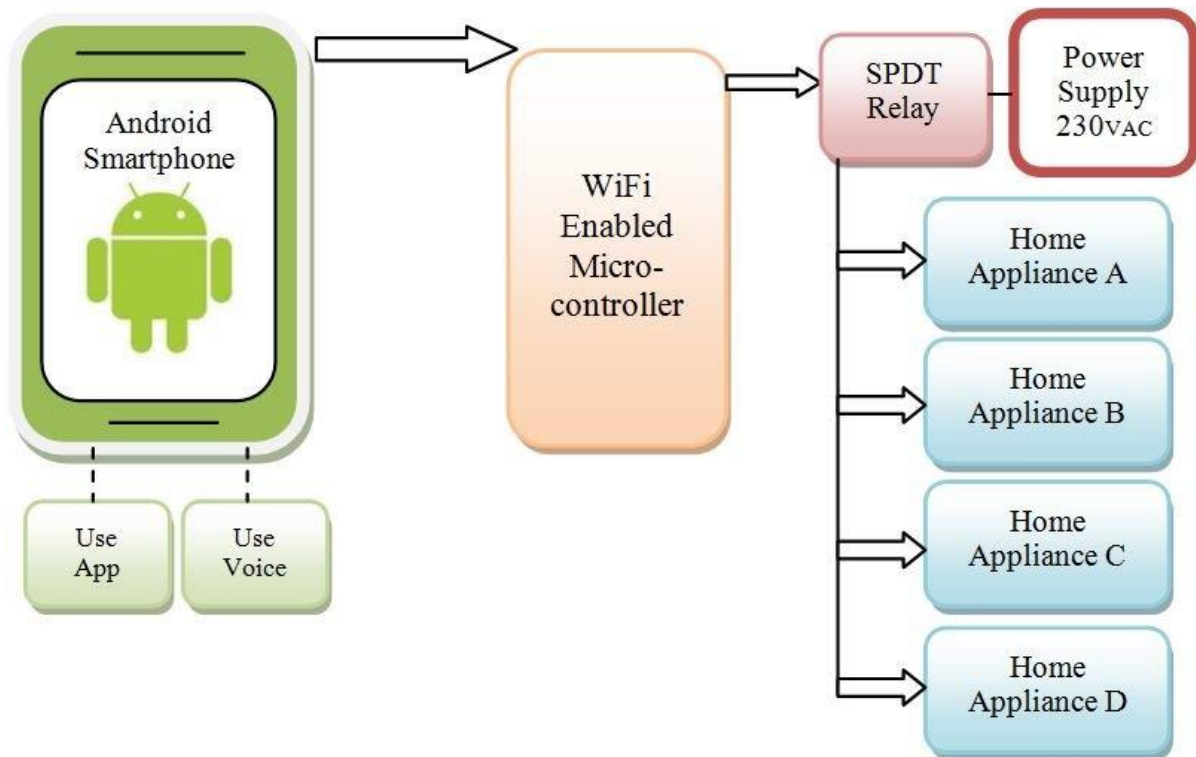 Android
Smartphone
Use
App
Use
Voice
WiFi
Enabled
Micro-
controller
SPDT
Relay
Power
Supply
230VAC
Home
Appliance A
Home
Appliance B
Home
Appliance C
Home
Appliance D